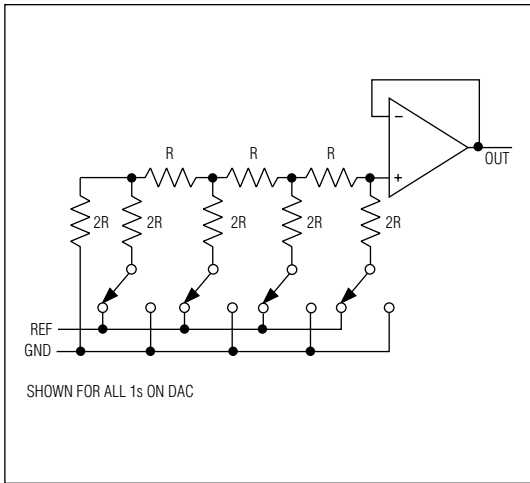 R R R
− + OUT
2R 2R 2R 2R 2R
REF
GND
SHOWN FOR ALL 1s ON DAC